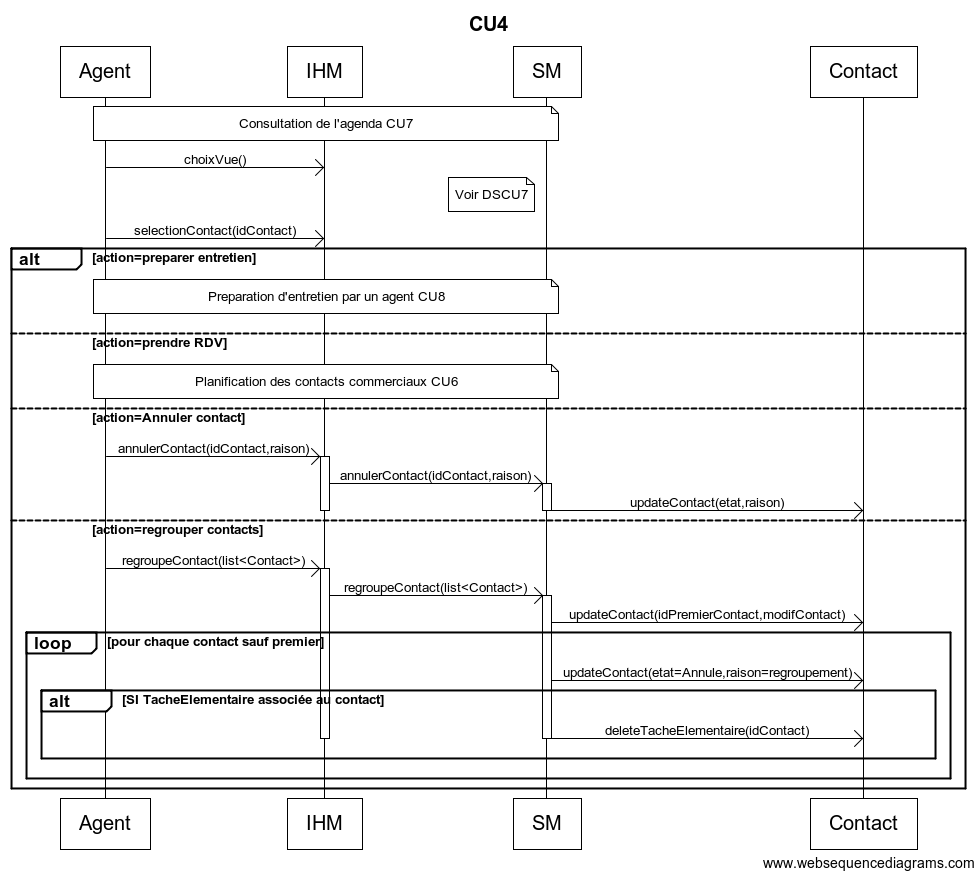 CU4
Agent
IHM
SM
Contact
Consultation de l'agenda CU7
choixVue()
Voir DSCU7
selectionContact(idContact)
alt
[action=preparer entretien]
Preparation d'entretien par un agent CU8
[action=prendre RDV]
Planification des contacts commerciaux CU6
[action=Annuler contact]
annulerContact(idContact,raison)
annulerContact(idContact,raison)
updateContact(etat,raison)
[action=regrouper contacts]
regroupeContact(list<Contact>)
regroupeContact(list<Contact>)
updateContact(idPremierContact,modifContact)
loop
[pour chaque contact sauf premier]
updateContact(etat=Annule,raison=regroupement)
alt
[SI TacheElementaire associée au contact]
deleteTacheElementaire(idContact)
Agent
IHM
SM
Contact
www.websequencediagrams.com